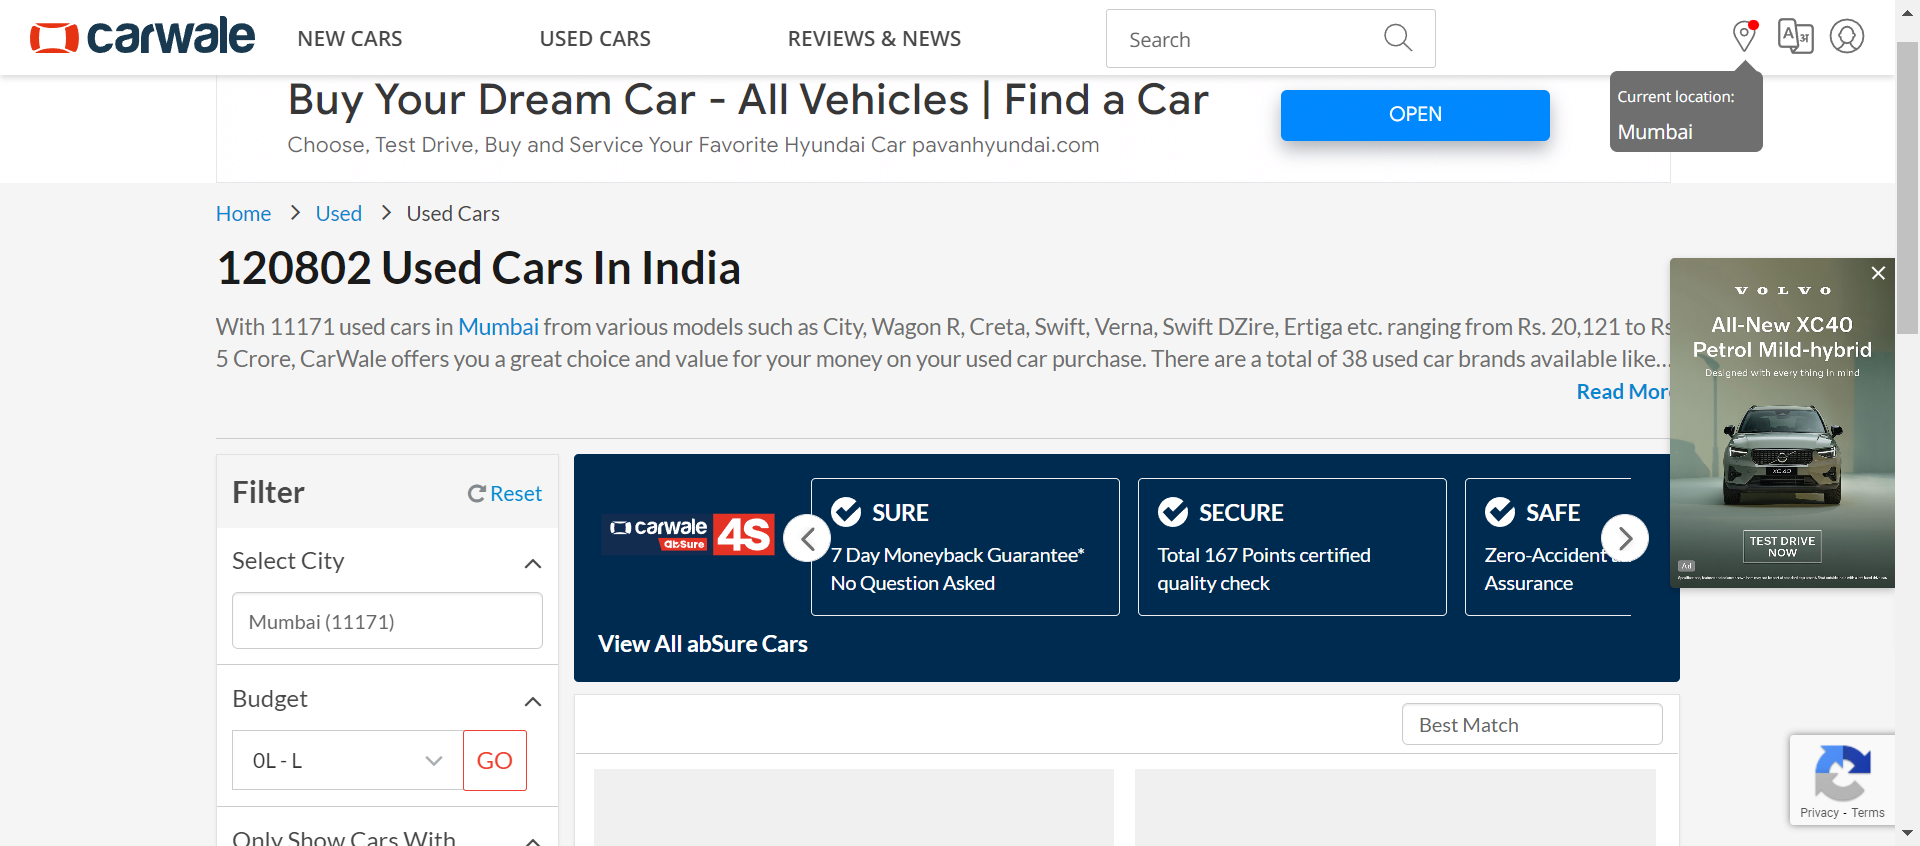 carwale
NEW CARS
USED CARS
REVIEWS & NEWS
Search
A अ
Current location:
Mumbai
Buy Your Dream Car - All Vehicles | Find a Car
Choose, Test Drive, Buy and Service Your Favorite Hyundai Car pavanhyundai.com
OPEN
Home > Used > Used Cars
120802 Used Cars In India
With 11171 used cars in Mumbai from various models such as City, Wagon R, Creta, Swift, Verna, Swift DZire, Ertiga etc. ranging from Rs. 20,121 to Rs
5 Crore, CarWale offers you a great choice and value for your money on your used car purchase. There are a total of 38 used car brands available like...
Read More
VOLVO
All-New XC40
Petrol Mild-hybrid
Designed with every thing in mind
XC40
TEST DRIVE
NOW
Ad
Filter
Reset
Select City
Mumbai (11171)
Budget
0L - L
GO
Only Show Cars With
carwale
abSure
4S
SURE
7 Day Moneyback Guarantee*
No Question Asked
SECURE
Total 167 Points certified
quality check
SAFE
Zero-Accident
Assurance
View All abSure Cars
Best Match
Privacy - Terms